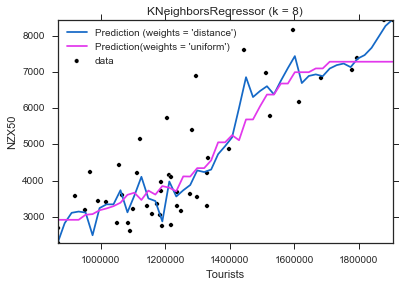 KNeighborsRegressor (k = 8)
Prediction (weights = 'distance')
Prediction(weights = 'uniform')
data
NZX50
8000
7000
6000
5000
4000
3000
1000000 1200000 1400000 1600000 1800000
Tourists